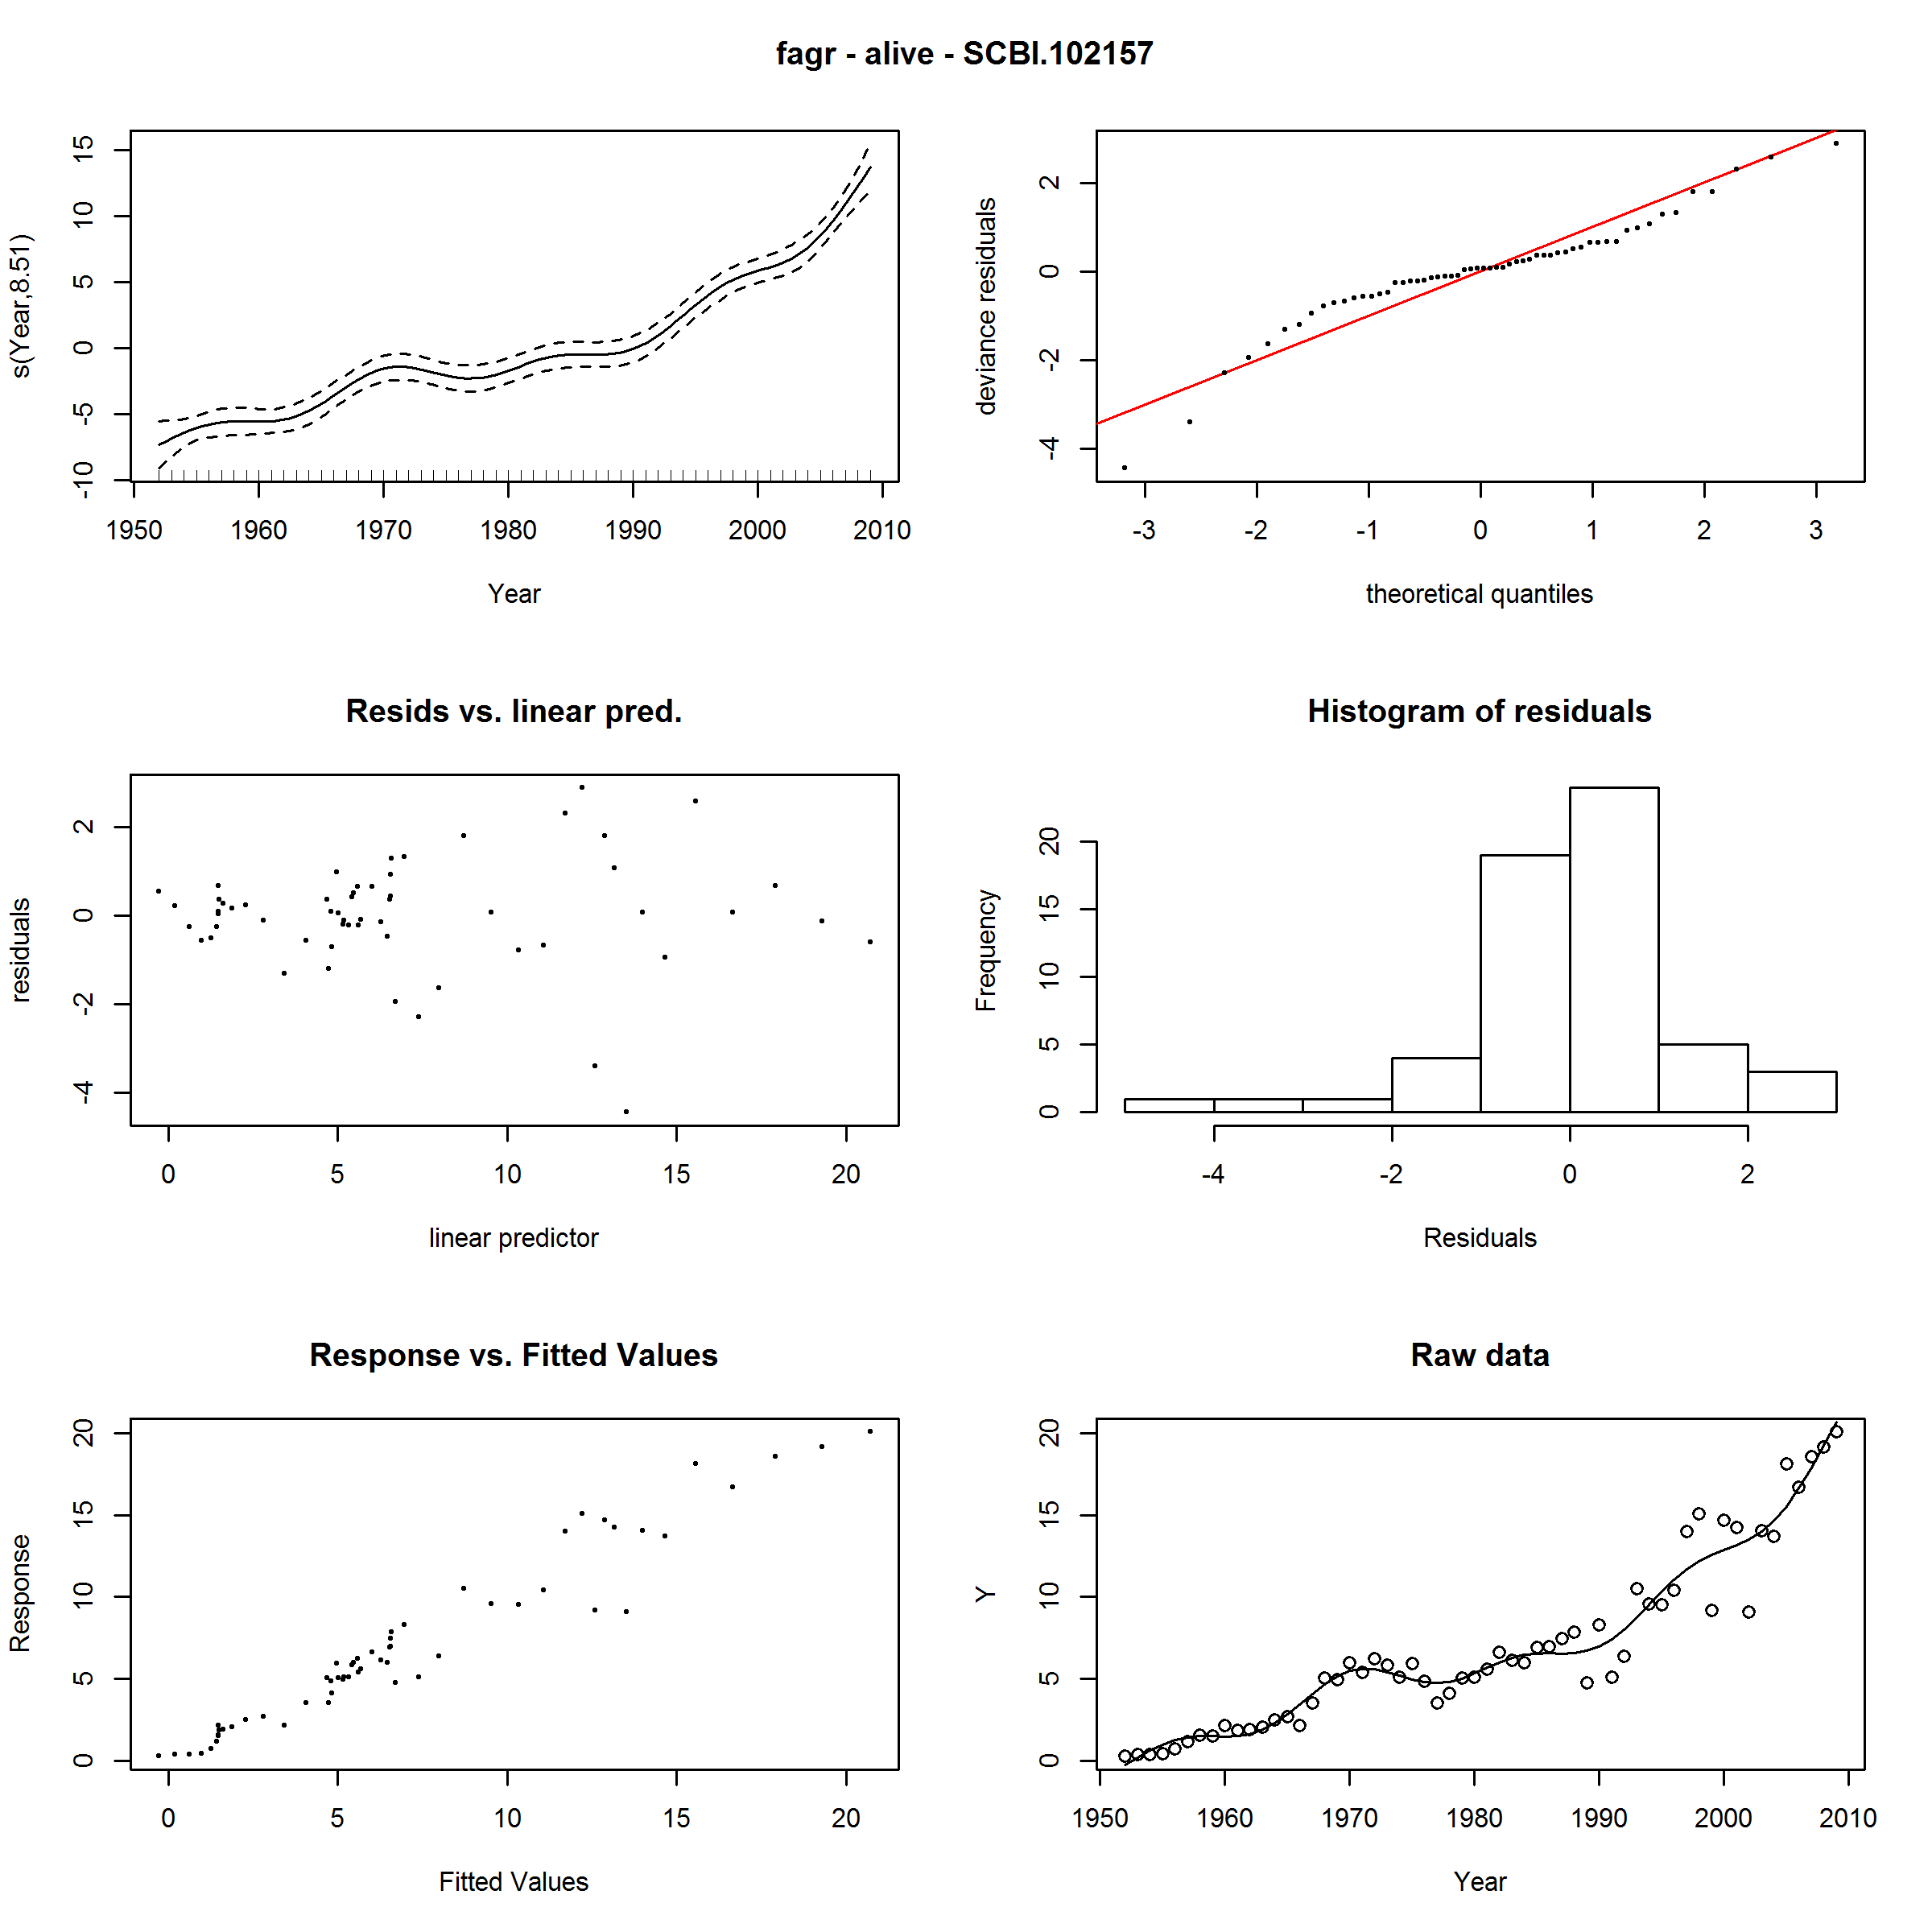 fagr - alive - SCBI.102157
s(Year,8.51)
15
10
5
0
-5
-10
1950 1960 1970 1980 1990 2000 2010
Year
deviance residuals
2
0
-2
-4
-3 -2 -1 0 1 2 3
theoretical quantiles
Resids vs. linear pred.
residuals
2
0
-2
-4
0 5 10 15 20
linear predictor
Histogram of residuals
Frequency
20
15
10
5
0
-4 -2 0 2
Residuals
Response vs. Fitted Values
Response
20
15
10
5
0
0 5 10 15 20
Fitted Values
Raw data
Y
20
15
10
5
0
1950 1960 1970 1980 1990 2000 2010
Year